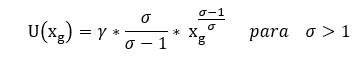 U(x_g) = γ * σ/(σ − 1) * x_g^((σ−1)/σ) para σ > 1